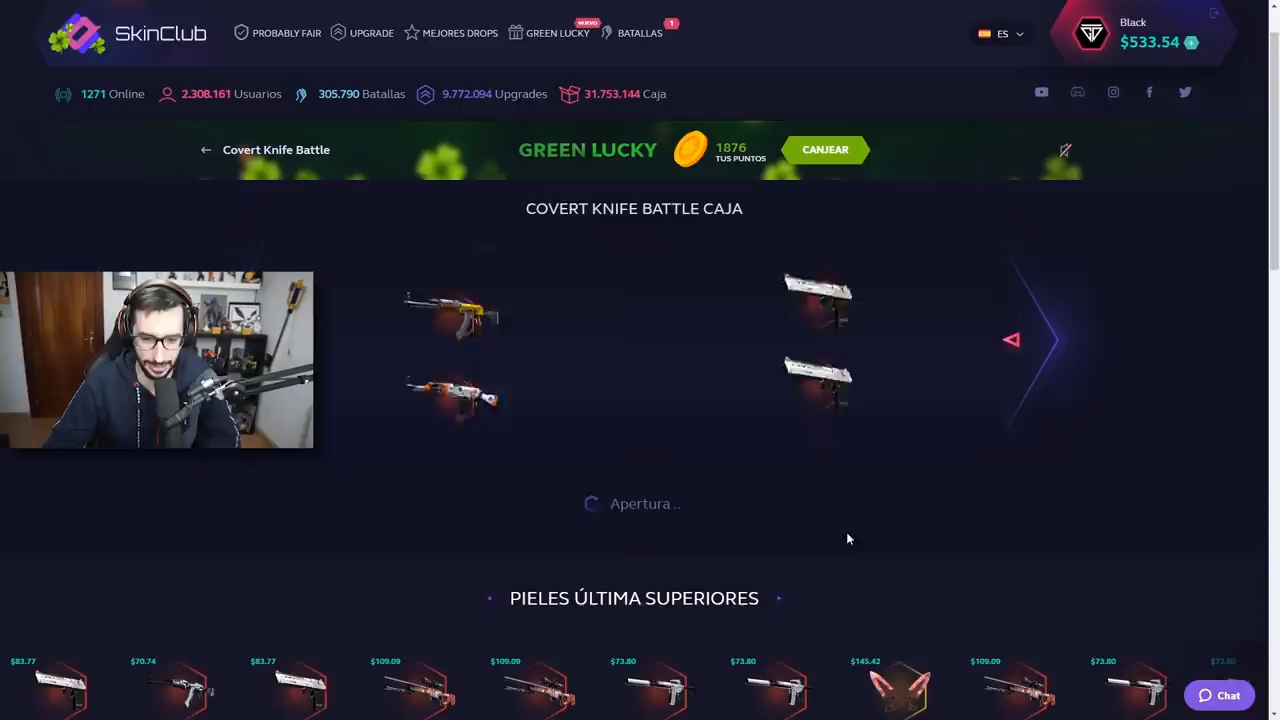 SkinClub
PROBABLY FAIR
UPGRADE
MEJORES DROPS
NUEVO
GREEN LUCKY
1
BATALLAS
ES
Black
$533.54
1271 Online
2.308.161 Usuarios
305.790 Batallas
9.772.094 Upgrades
31.753.144 Caja
← Covert Knife Battle
GREEN LUCKY
1876
TUS PUNTOS
CANJEAR
COVERT KNIFE BATTLE CAJA
Apertura ..
PIELES ÚLTIMA SUPERIORES
$83.77
$70.74
$83.77
$109.09
$109.09
$73.80
$73.80
$145.42
$109.09
$73.80
$73.80
Chat